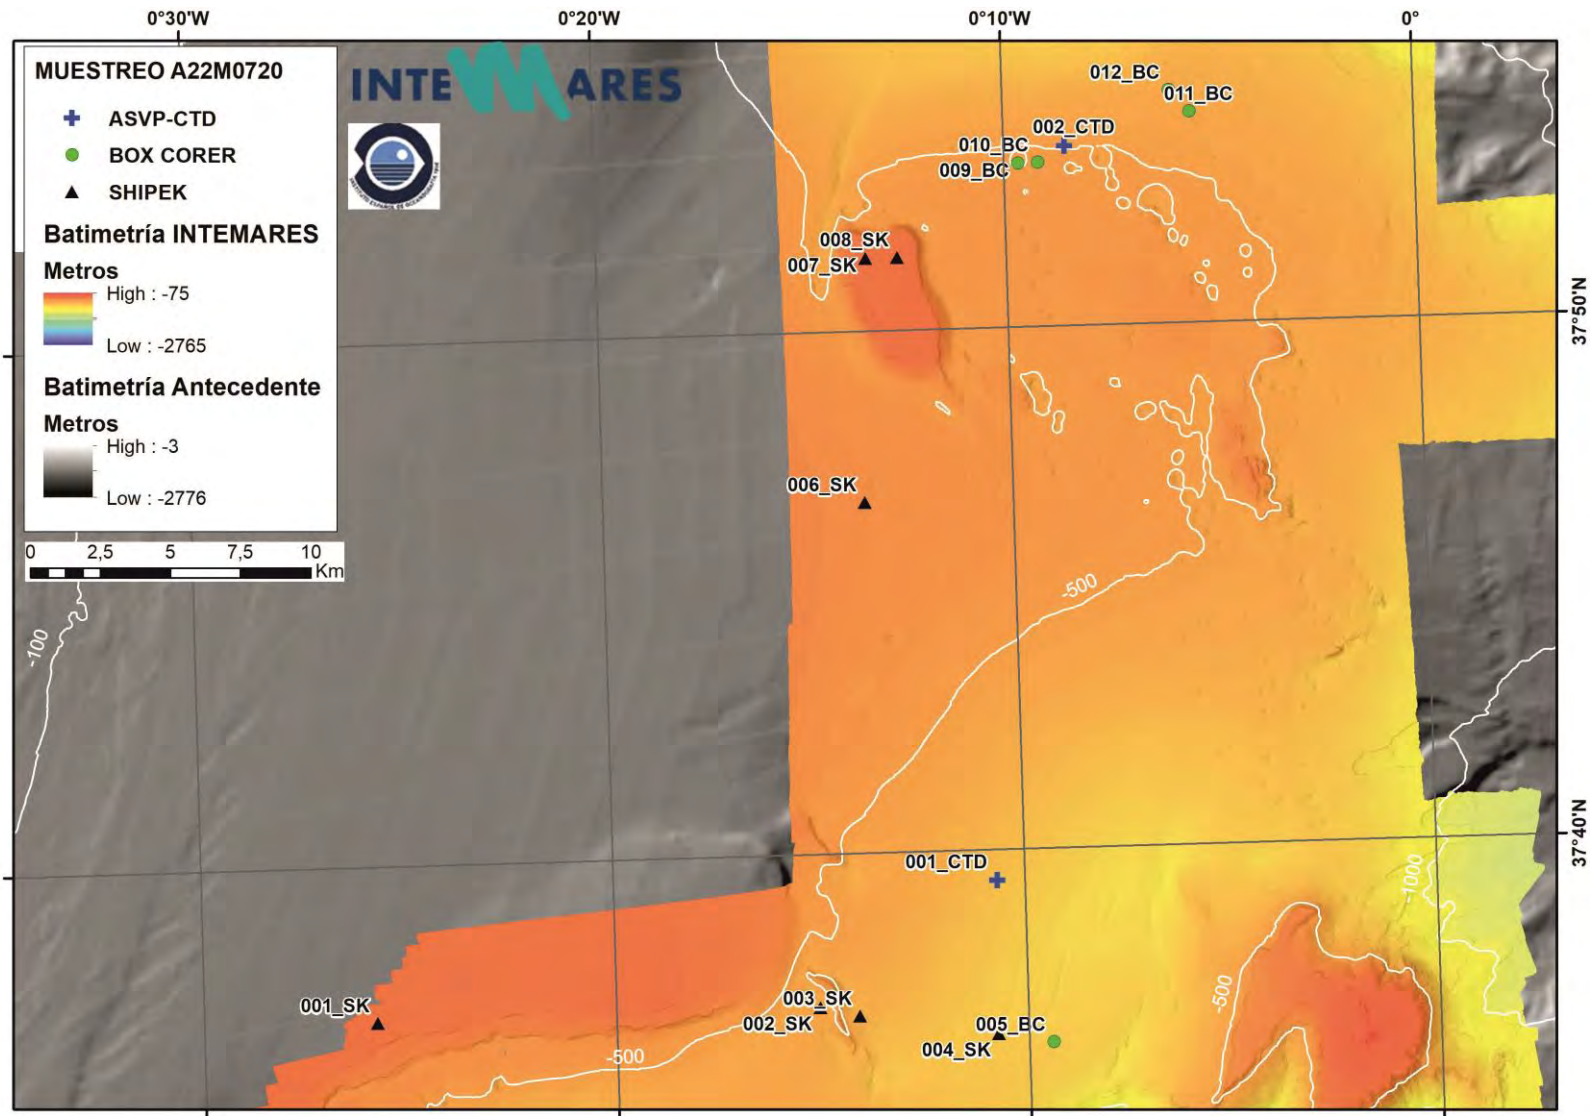 0°30'W
0°20'W
0°10'W
0°
MUESTREO A22M0720
ASVP-CTD
BOX CORER
SHIPEK
Batimetría INTEMARES
Metros
High : -75
Low : -2765
Batimetría Antecedente
Metros
High : -3
Low : -2776
0 2,5 5 7,5 10
Km
INTEMARES
012_BC
011_BC
002_CTD
010_BC
009_BC
008_SK
007_SK
37°50'N
006_SK
-500
-100
37°40'N
001_CTD
-1000
-500
001_SK
003_SK
002_SK
005_BC
004_SK
-500